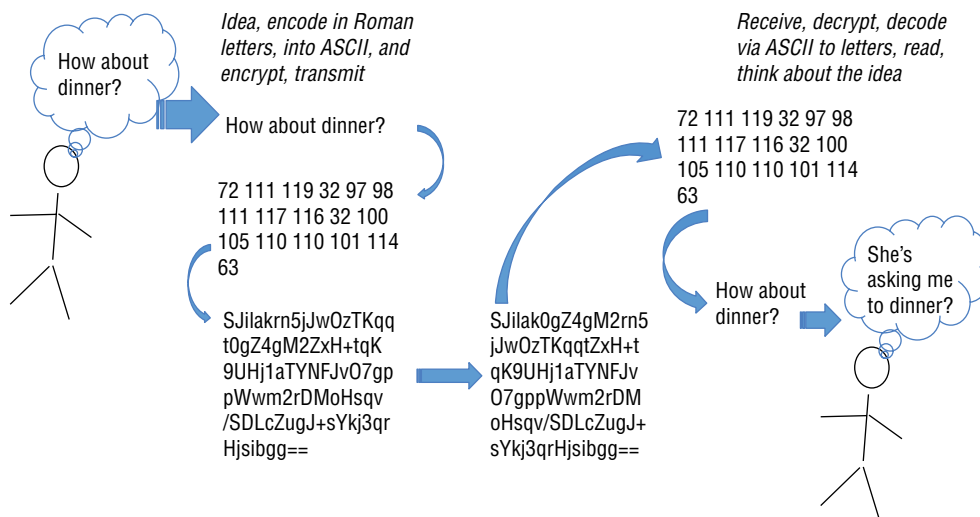 How about
dinner?
Idea, encode in Roman
letters, into ASCII, and
encrypt, transmit
How about dinner?
72 111 119 32 97 98
111 117 116 32 100
105 110 110 101 114
63
SJilakrn5jJwOzTKqq
t0gZ4gM2ZxH+tqK
9UHj1aTYNFJvO7gp
pWwm2rDMoHsqv
/SDLcZugJ+sYkj3qr
Hjsibgg==
SJilak0gZ4gM2rn5
jJwOzTKqqtZxH+t
qK9UHj1aTYNFJv
O7gppWwm2rDM
oHsqv/SDLcZugJ+
sYkj3qrHjsibgg==
Receive, decrypt, decode
via ASCII to letters, read,
think about the idea
72 111 119 32 97 98
111 117 116 32 100
105 110 110 101 114
63
How about
dinner?
She's
asking me
to dinner?